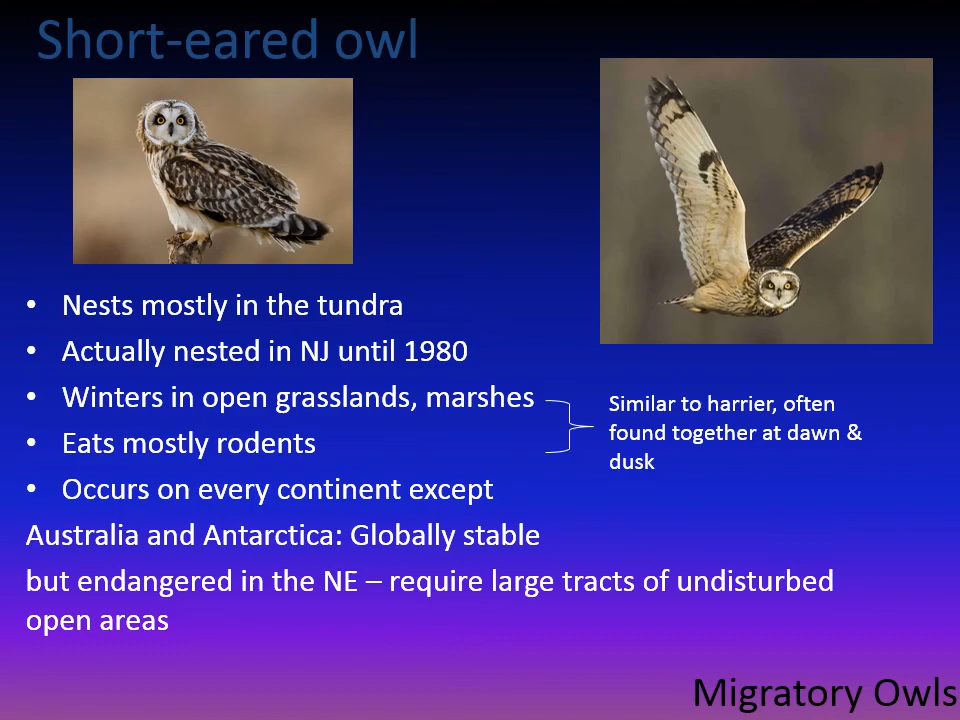 Short-eared owl
• Nests mostly in the tundra
• Actually nested in NJ until 1980
• Winters in open grasslands, marshes
• Eats mostly rodents
Similar to harrier, often
found together at dawn &
dusk
• Occurs on every continent except
Australia and Antarctica: Globally stable
but endangered in the NE – require large tracts of undisturbed
open areas
Migratory Owls